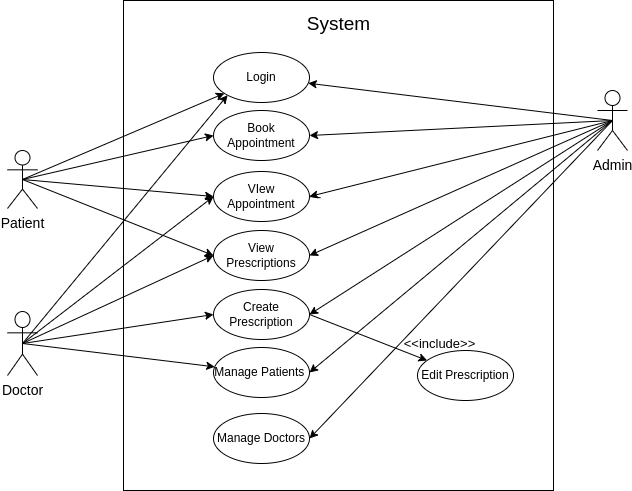 System
Login
Book
Appointment
Admin
VIew
Appointment
Patient
View
Prescriptions
Create
Prescription
<<include>>
Manage Patients
Edit Prescription
Doctor
Manage Doctors